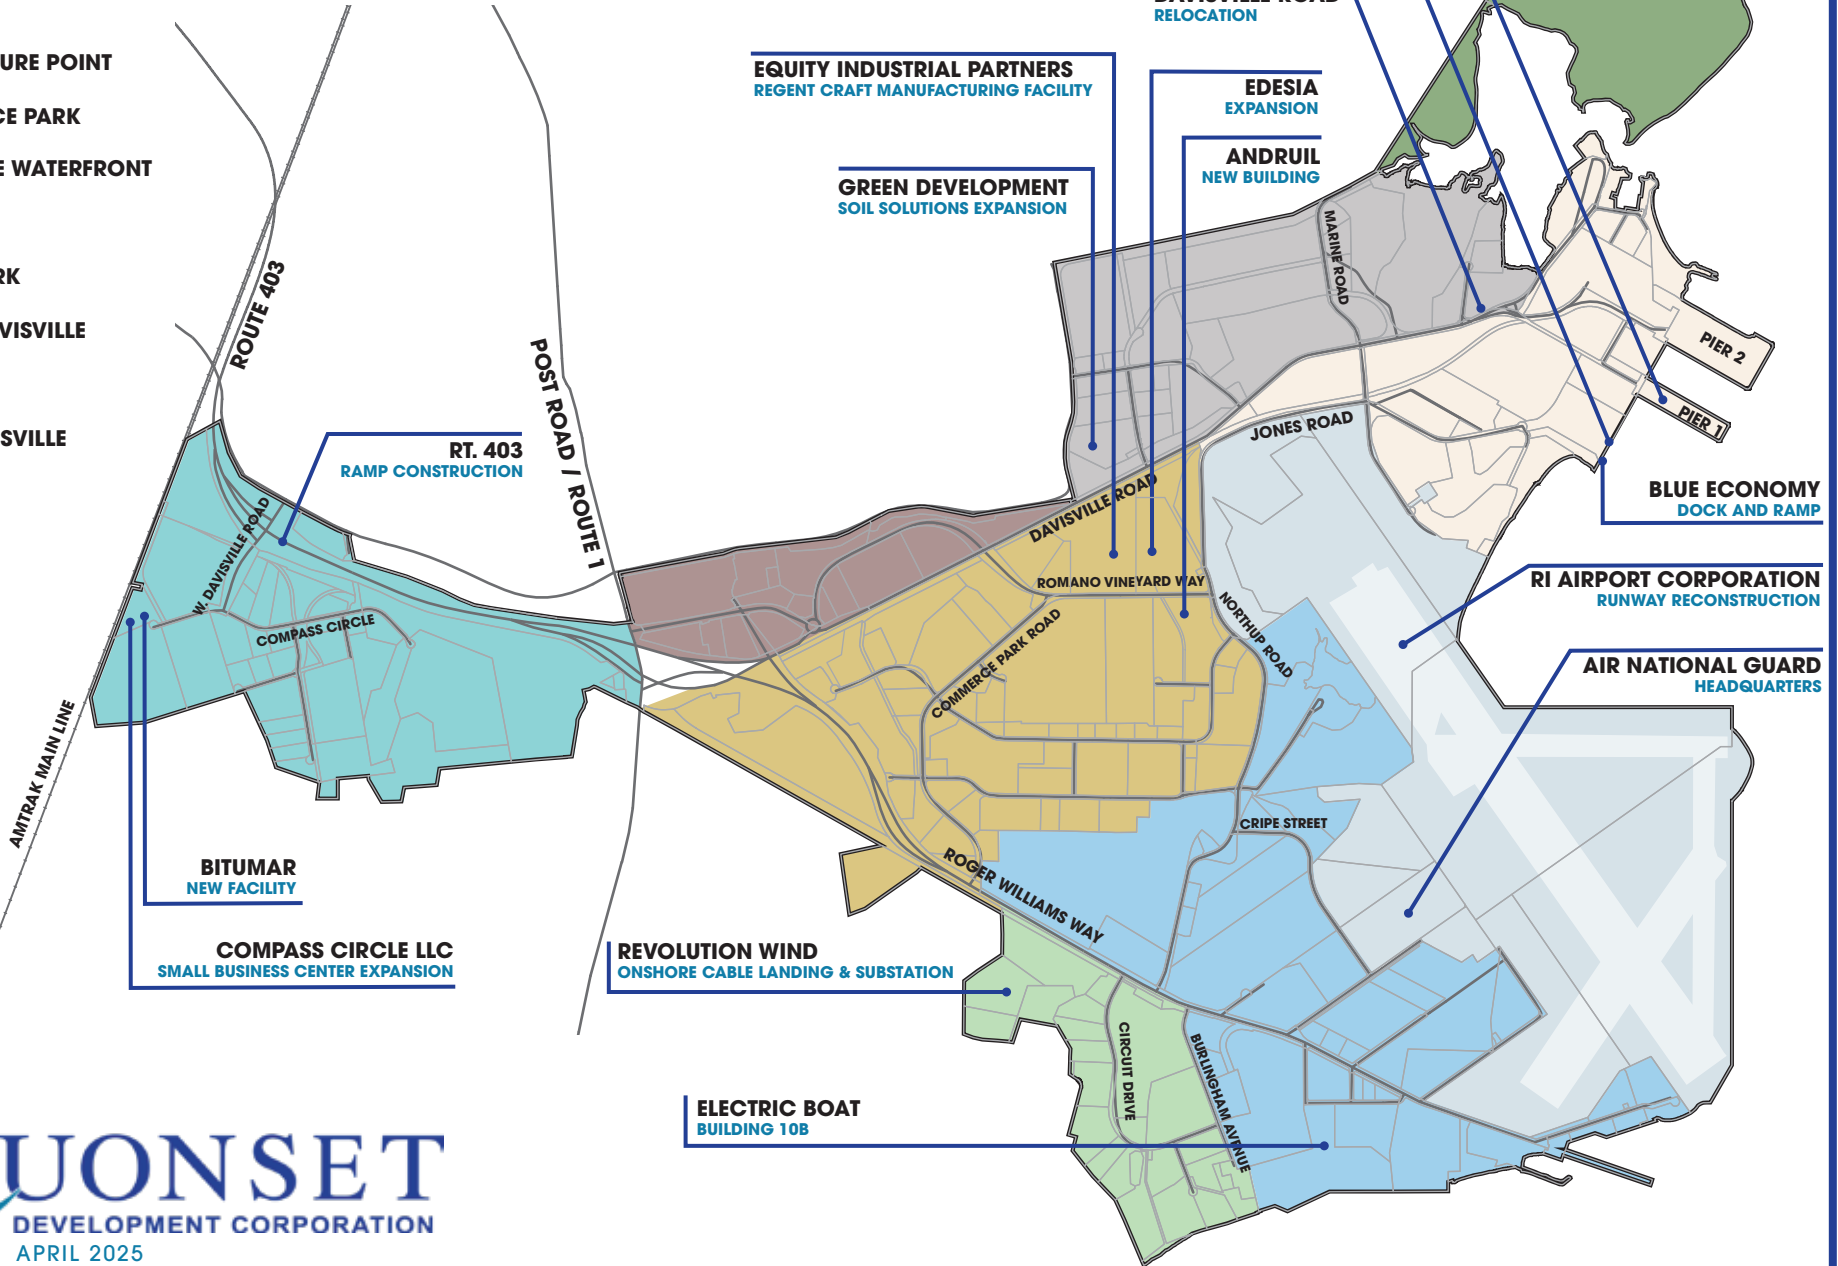 DAVISVILLE ROAD
RELOCATION
URE POINT
CE PARK
E WATERFRONT
RK
VISVILLE
SVILLE
EQUITY INDUSTRIAL PARTNERS
REGENT CRAFT MANUFACTURING FACILITY
EDESIA
EXPANSION
ANDRUIL
NEW BUILDING
GREEN DEVELOPMENT
SOIL SOLUTIONS EXPANSION
MARINE ROAD
ROUTE 403
POST ROAD / ROUTE 1
PIER 2
PIER 1
JONES ROAD
RT. 403
RAMP CONSTRUCTION
DAVISVILLE ROAD
BLUE ECONOMY
DOCK AND RAMP
W. DAVISVILLE ROAD
ROMANO VINEYARD WAY
RI AIRPORT CORPORATION
RUNWAY RECONSTRUCTION
COMPASS CIRCLE
NORTHUP ROAD
COMMERCE PARK ROAD
AIR NATIONAL GUARD
HEADQUARTERS
AMTRAK MAIN LINE
CRIPE STREET
BITUMAR
NEW FACILITY
ROGER WILLIAMS WAY
COMPASS CIRCLE LLC
SMALL BUSINESS CENTER EXPANSION
REVOLUTION WIND
ONSHORE CABLE LANDING & SUBSTATION
CIRCUIT DRIVE
BURLINGHAM AVENUE
ELECTRIC BOAT
BUILDING 10B
UONSET
DEVELOPMENT CORPORATION
APRIL 2025